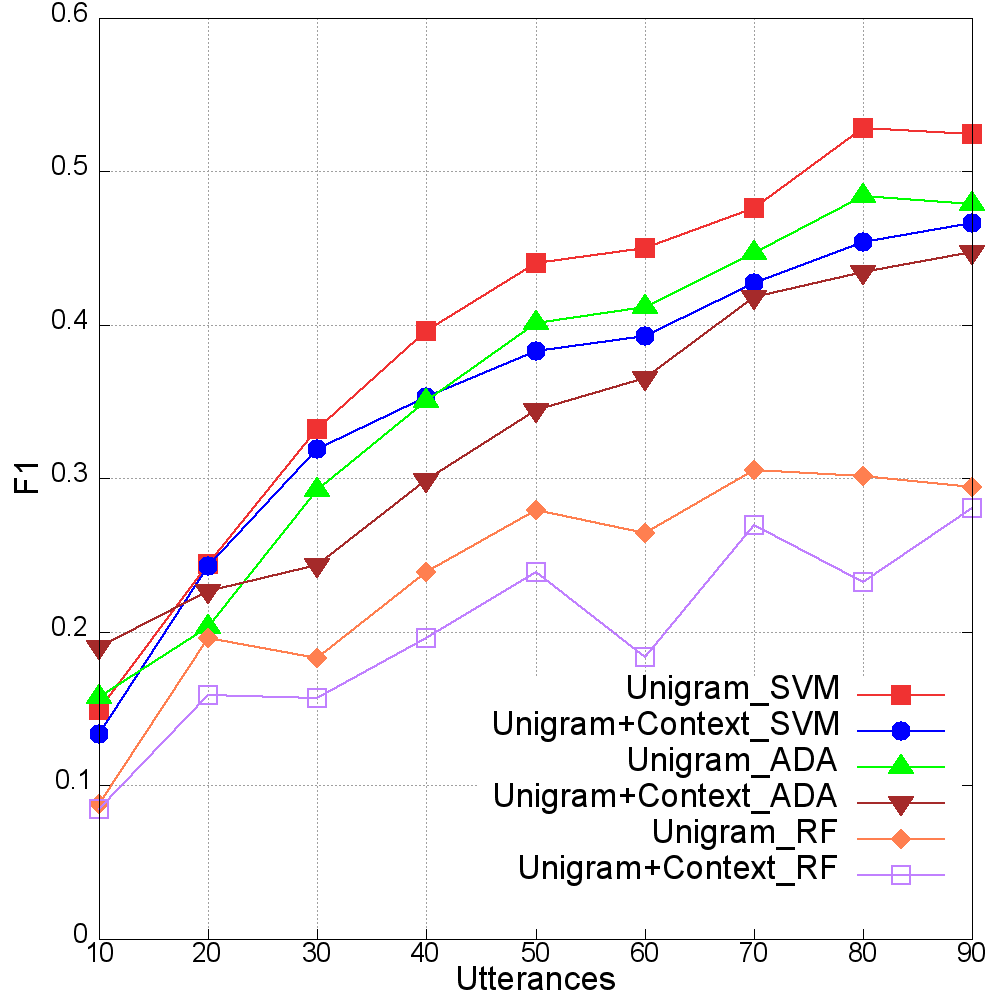 0.6
0.5
0.4
0.3
0.2
0.1
0
F1
Unigram_SVM
Unigram+Context_SVM
Unigram_ADA
Unigram+Context_ADA
Unigram_RF
Unigram+Context_RF
10 20 30 40 50 60 70 80 90
Utterances